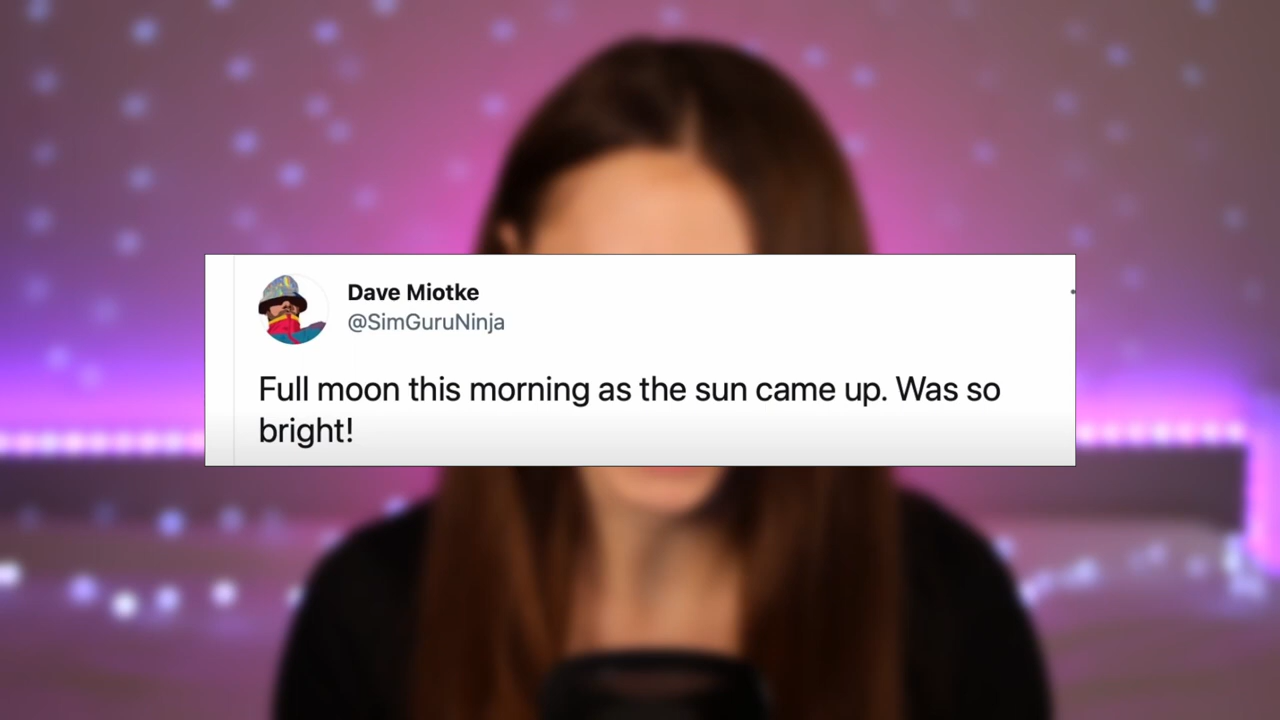 Dave Miotke
@SimGuruNinja
Full moon this morning as the sun came up. Was so
bright!